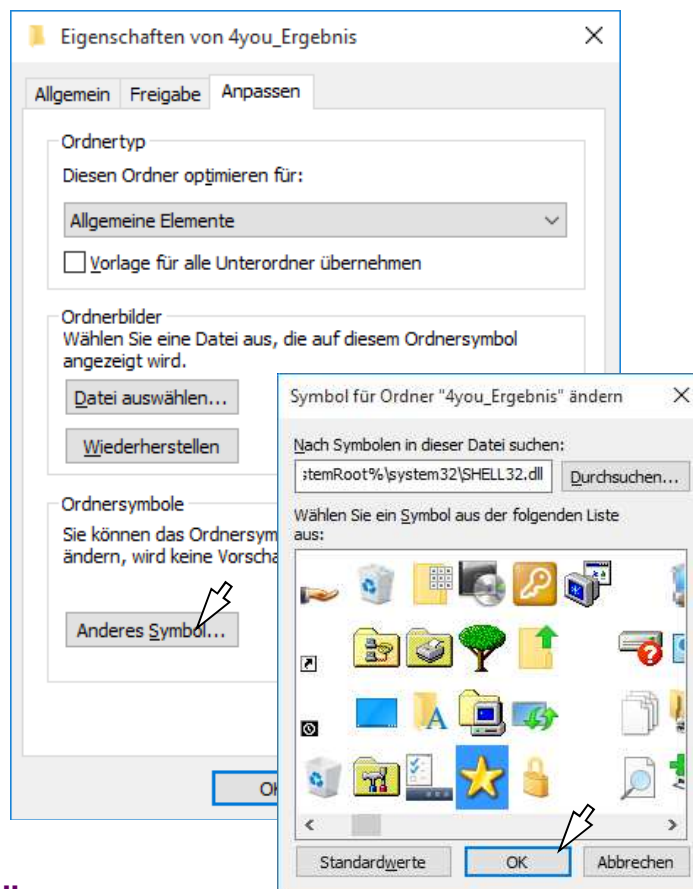 Eigenschaften von 4you_Ergebnis
Allgemein Freigabe Anpassen
Ordnertyp
Diesen Ordner optimieren für:
Allgemeine Elemente
Vorlage für alle Unterordner übernehmen
Ordnerbilder
Wählen Sie eine Datei aus, die auf diesem Ordnersymbol
angezeigt wird.
Datei auswählen...
Wiederherstellen
Ordnersymbole
Sie können das Ordnersym
ändern, wird keine Vorscha
Anderes Symbol...
OK
Symbol für Ordner "4you_Ergebnis" ändern
Nach Symbolen in dieser Datei suchen:
stemRoot%\system32\SHELL32.dll Durchsuchen...
Wählen Sie ein Symbol aus der folgenden Liste
aus:
A
Standardwerte OK Abbrechen